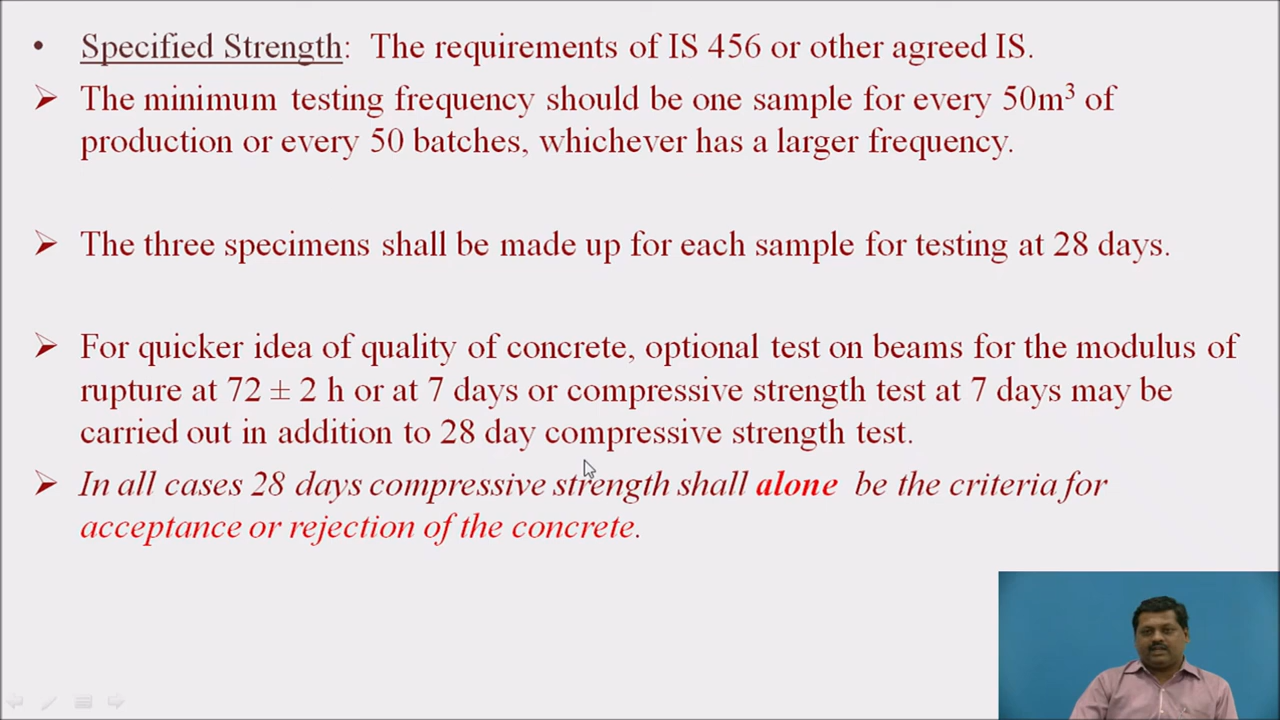 • Specified Strength: The requirements of IS 456 or other agreed IS.
➢ The minimum testing frequency should be one sample for every 50m³ of
production or every 50 batches, whichever has a larger frequency.
➢ The three specimens shall be made up for each sample for testing at 28 days.
➢ For quicker idea of quality of concrete, optional test on beams for the modulus of
rupture at 72 ± 2 h or at 7 days or compressive strength test at 7 days may be
carried out in addition to 28 day compressive strength test.
➢ In all cases 28 days compressive strength shall alone be the criteria for
acceptance or rejection of the concrete.